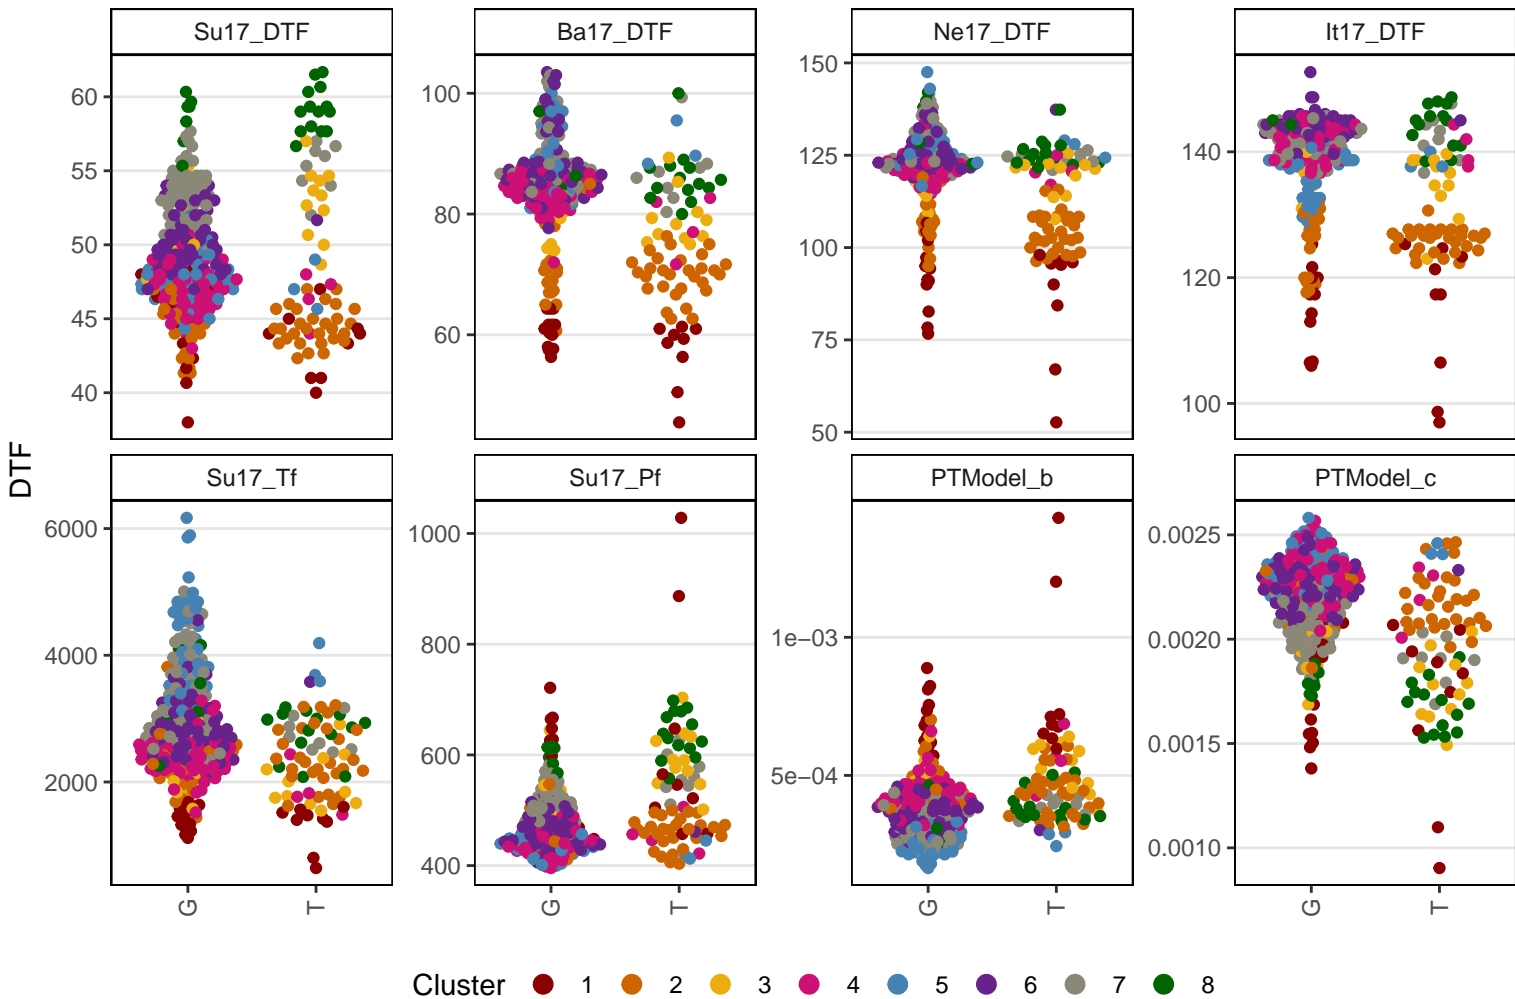 Su17_DTF
Ba17_DTF
Ne17_DTF
It17_DTF
60
55
50
45
40
100
80
60
150
125
100
75
50
140
120
100
DTF
Su17_Tf
Su17_Pf
PTModel_b
PTModel_c
6000
4000
2000
1000
800
600
400
1e−03
5e−04
0.0025
0.0020
0.0015
0.0010
G
T
G
T
G
T
G
T
Cluster 1 2 3 4 5 6 7 8